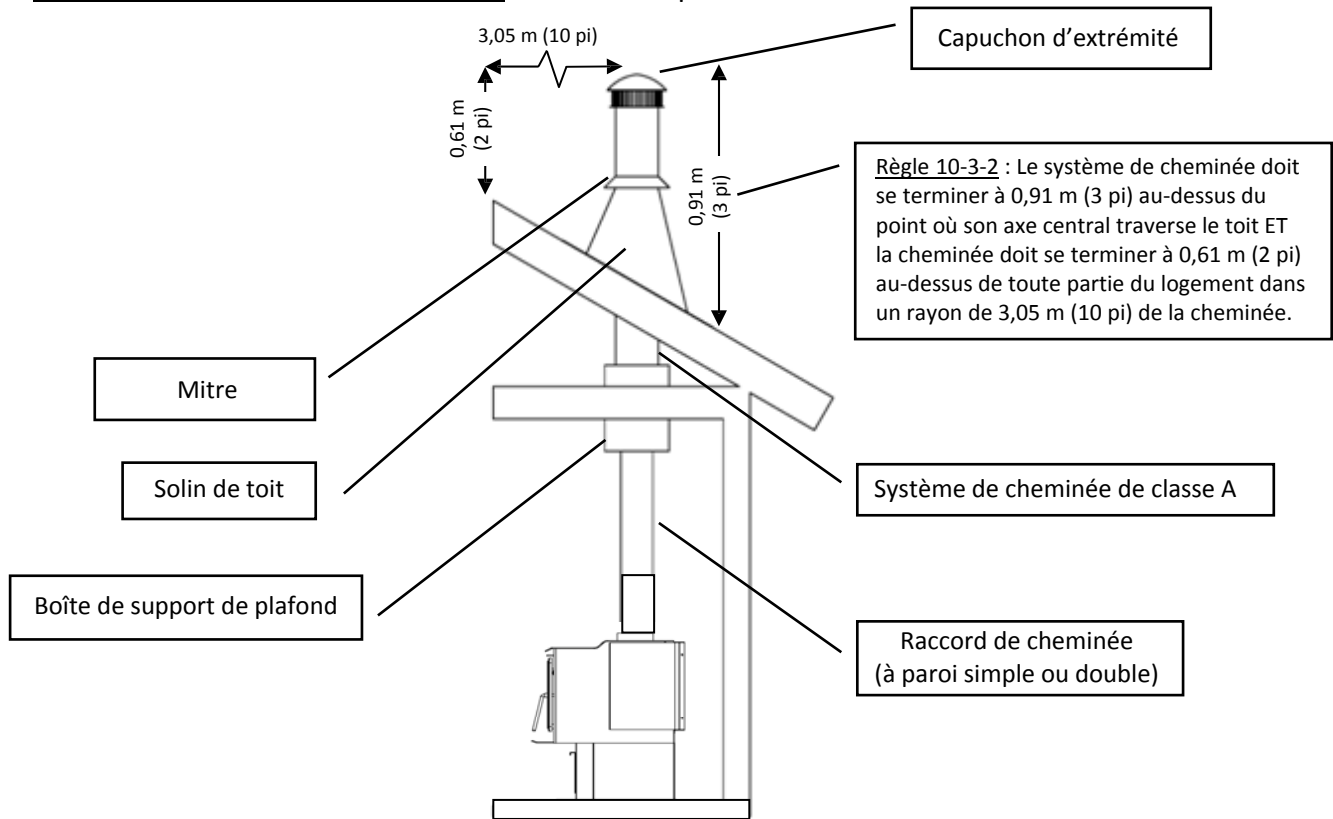 3,05 m (10 pi)
Capuchon d'extrémité
0,61 m
(2 pi)
0,91 m
(3 pi)
Règle 10-3-2 : Le système de cheminée doit
se terminer à 0,91 m (3 pi) au-dessus du
point où son axe central traverse le toit ET
la cheminée doit se terminer à 0,61 m (2 pi)
au-dessus de toute partie du logement dans
un rayon de 3,05 m (10 pi) de la cheminée.
Mitre
Solin de toit
Système de cheminée de classe A
Boîte de support de plafond
Raccord de cheminée
(à paroi simple ou double)